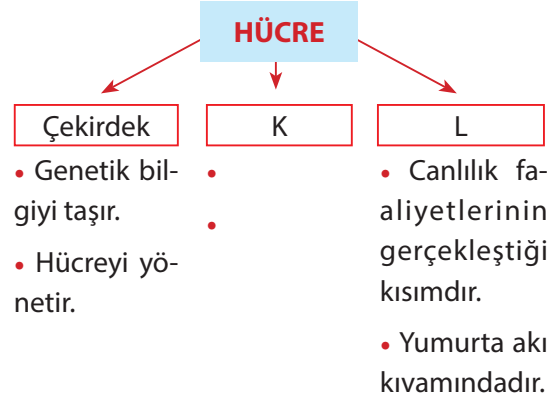 HÜCRE
Çekirdek
• Genetik bil-
giyi taşır.
• Hücreyi yö-
netir.
K
•
•
L
• Canlılık fa-
aliyetlerinin
gerçekleştiği
kısımdır.
• Yumurta akı
kıvamındadır.